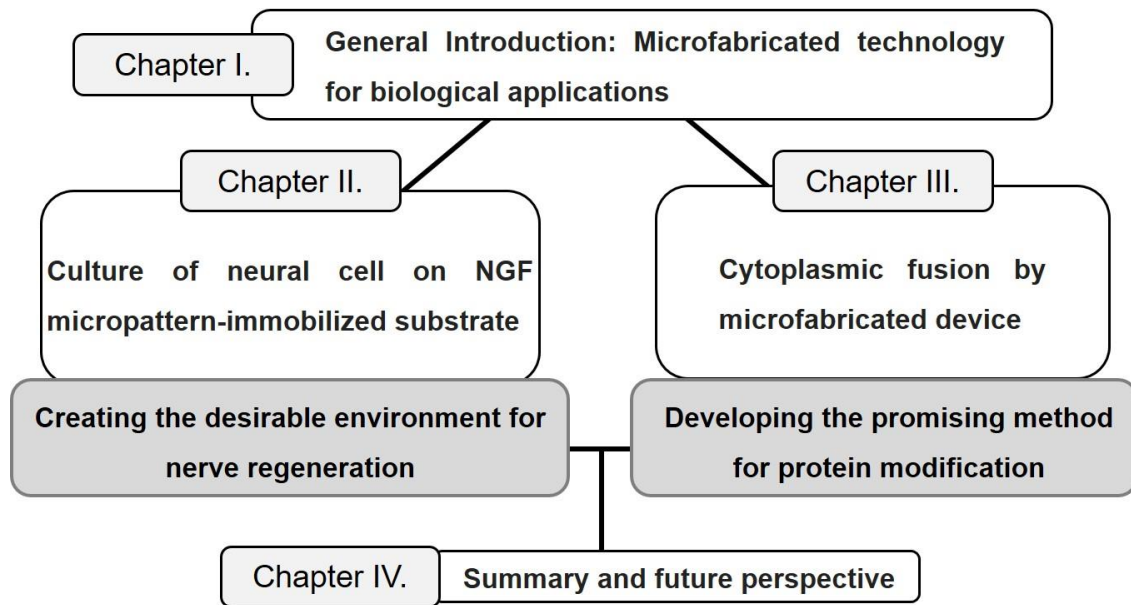 Chapter I.
General Introduction: Microfabricated technology
for biological applications
Chapter II.
Culture of neural cell on NGF
micropattern-immobilized substrate
Creating the desirable environment for
nerve regeneration
Chapter III.
Cytoplasmic fusion by
microfabricated device
Developing the promising method
for protein modification
Chapter IV.
Summary and future perspective